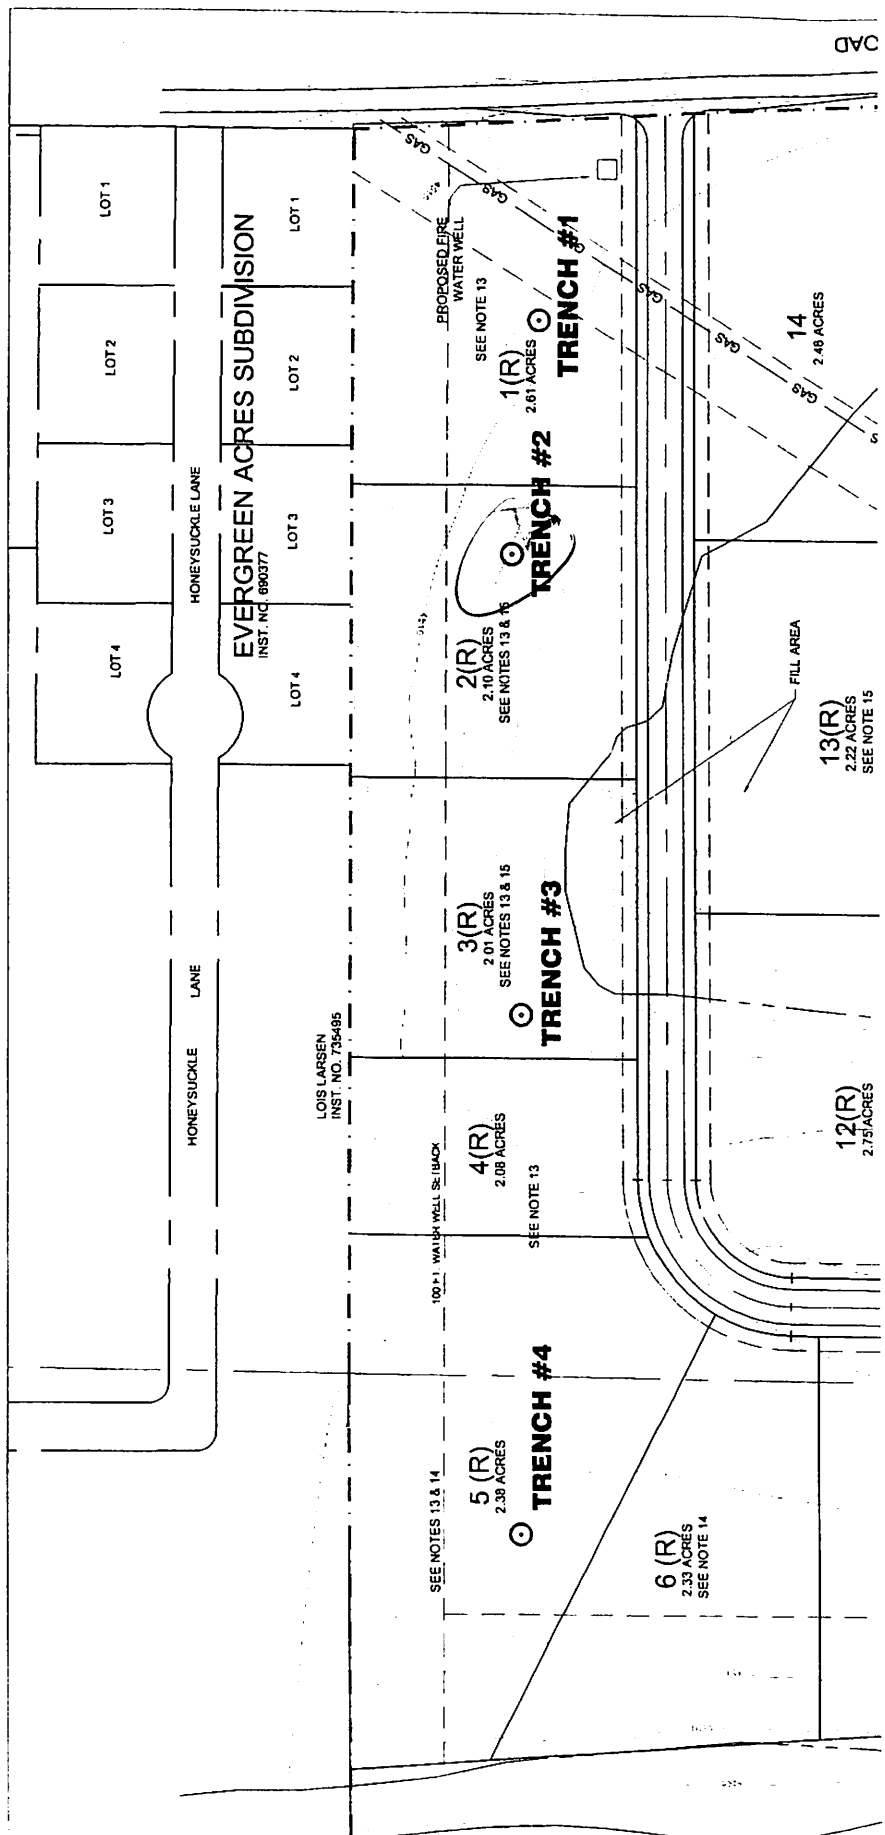 OAD
LOT 1
LOT 2
LOT 3
LOT 4
HONEYSUCKLE LANE
EVERGREEN ACRES SUBDIVISION
INST. NO. 690377
LOT 1
LOT 2
LOT 3
LOT 4
HONEYSUCKLE
LANE
LOIS LARSEN
INST. NO. 735495
PROPOSED FIRE
WATER WELL
SEE NOTE 13
1(R)
2.61 ACRES
TRENCH #1
GAS
GAS
GAS
GAS
GAS
GAS
14
2.48 ACRES
2(R)
2.10 ACRES
SEE NOTES 13 & 15
TRENCH #2
FILL AREA
13(R)
2.22 ACRES
SEE NOTE 15
3(R)
2.01 ACRES
SEE NOTES 13 & 15
TRENCH #3
12(R)
2.75 ACRES
100 FT. WATER WELL SETBACK
4(R)
2.08 ACRES
SEE NOTE 13
SEE NOTES 13 & 14
5 (R)
2.38 ACRES
TRENCH #4
6 (R)
2.33 ACRES
SEE NOTE 14